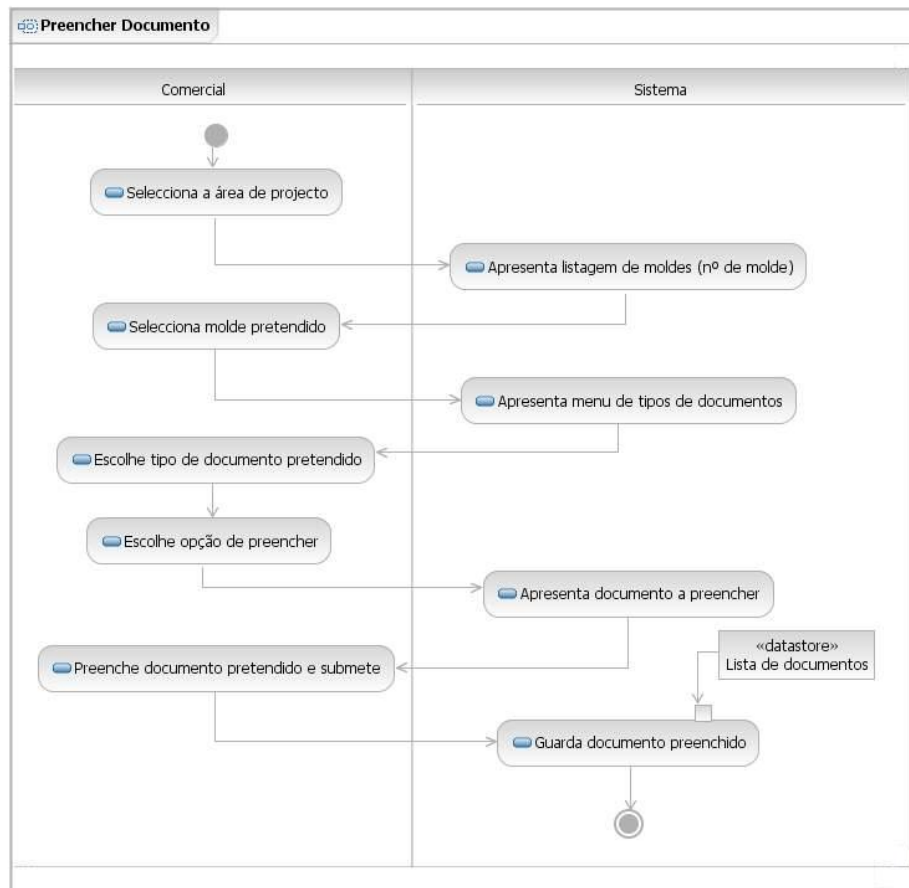 Preencher Documento
Comercial
Sistema
Selecciona a área de projecto
Apresenta listagem de moldes (nº de molde)
Selecciona molde pretendido
Apresenta menu de tipos de documentos
Escolhe tipo de documento pretendido
Escolhe opção de preencher
Apresenta documento a preencher
«datastore»
Lista de documentos
Preenche documento pretendido e submete
Guarda documento preenchido